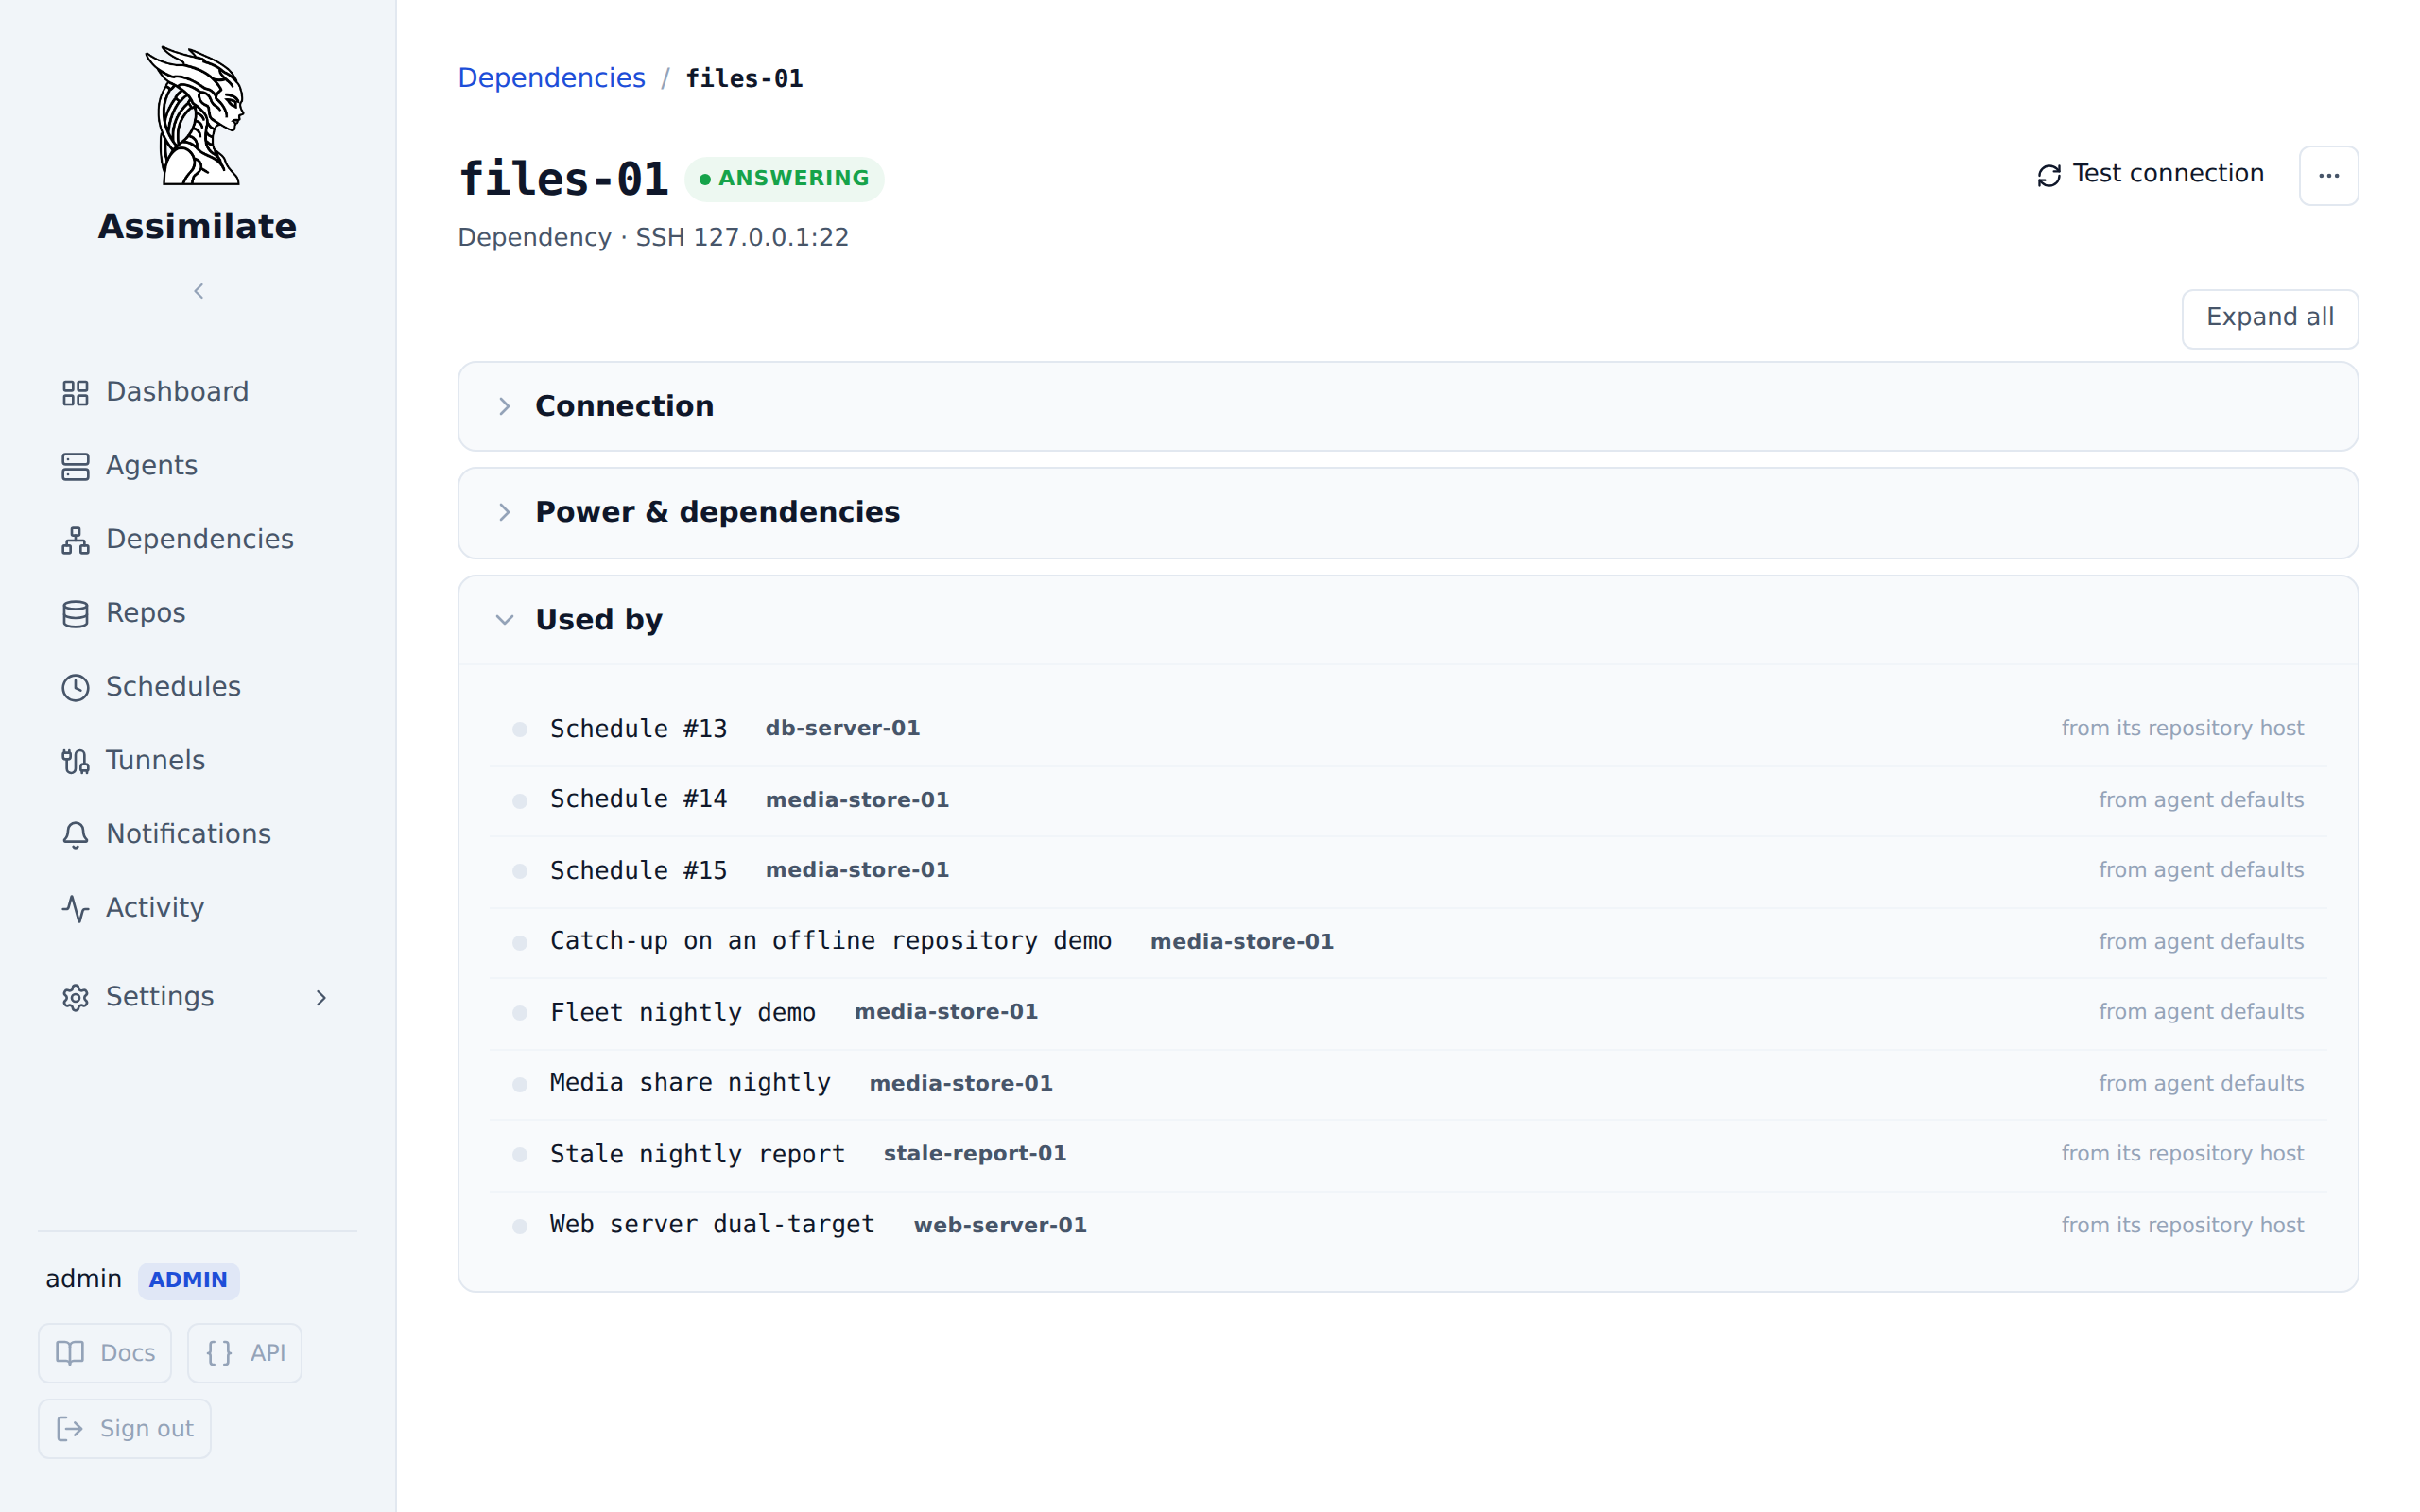 Assimilate
Dashboard
Agents
Dependencies
Repos
Schedules
Tunnels
Notifications
Activity
Settings
admin ADMIN
Docs API
Sign out
Dependencies / files-01
files-01 ANSWERING
Test connection
Dependency · SSH 127.0.0.1:22
Expand all
Connection
Power & dependencies
Used by
Schedule #13 db-server-01 from its repository host
Schedule #14 media-store-01 from agent defaults
Schedule #15 media-store-01 from agent defaults
Catch-up on an offline repository demo media-store-01 from agent defaults
Fleet nightly demo media-store-01 from agent defaults
Media share nightly media-store-01 from agent defaults
Stale nightly report stale-report-01 from its repository host
Web server dual-target web-server-01 from its repository host